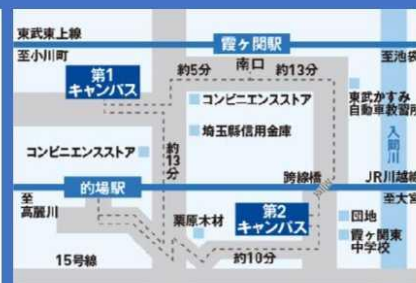 東武東上線
至小川町
霞ヶ関駅
至池袋
第1
キャンパス
約5分
南口
約13分
コンビニエンスストア
埼玉縣信用金庫
東武かすみ
自動車教習所
入間川
コンビニエンスストア
約13分
跨線橋
JR川越線
的場駅
至
高麗川
至大宮
栗原木材
第2
キャンパス
団地
霞ヶ関東
中学校
15号線
約10分